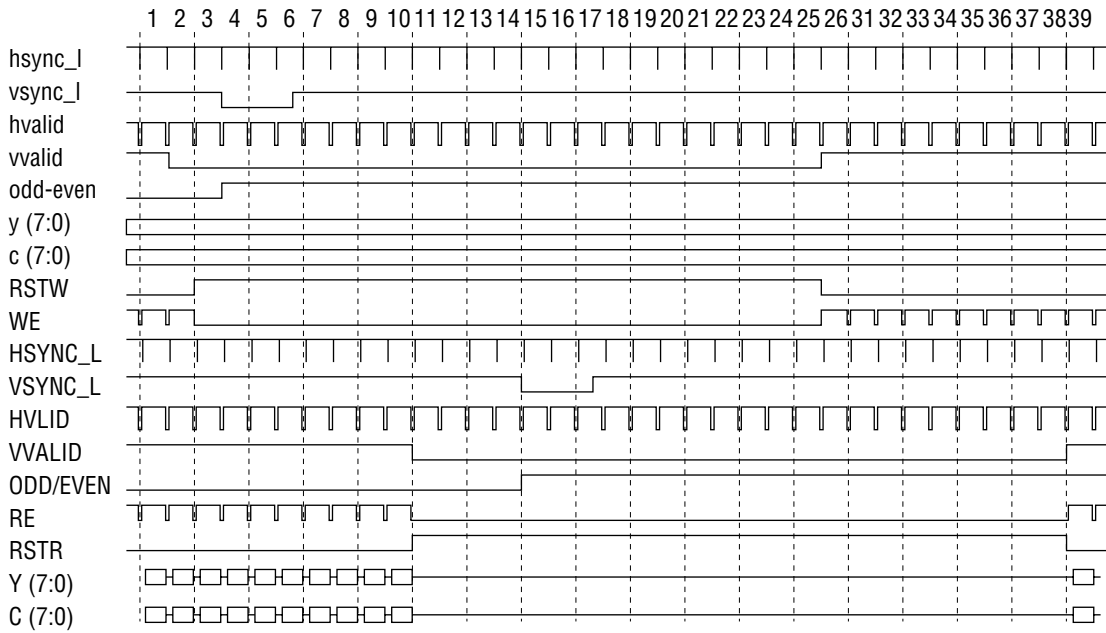 1 2 3 4 5 6 7 8 9 10 11 12 13 14 15 16 17 18 19 20 21 22 23 24 25 26 31 32 33 34 35 36 37 38 39
hsync_l
vsync_l
hvalid
vvalid
odd-even
y (7:0)
c (7:0)
RSTW
WE
HSYNC_L
VSYNC_L
HVLID
VVALID
ODD/EVEN
RE
RSTR
Y (7:0)
C (7:0)